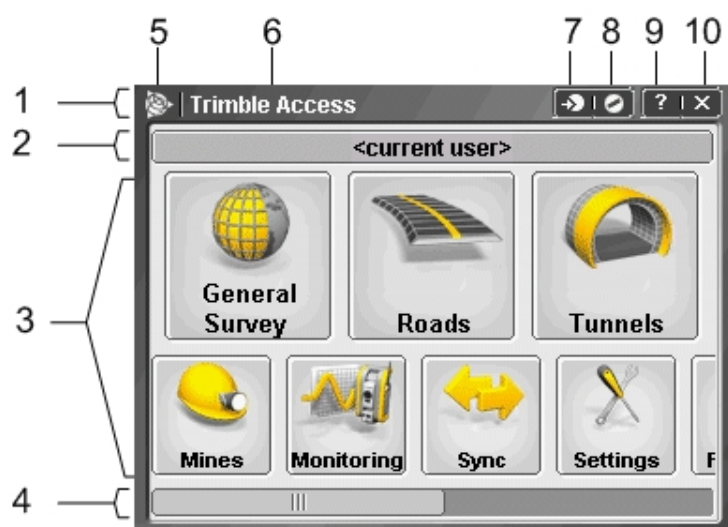 5 6 7 8 9 10
1 Trimble Access ? X
2 <current user>
3
General
Survey
Roads
Tunnels
Mines
Monitoring
Sync
Settings
F
4